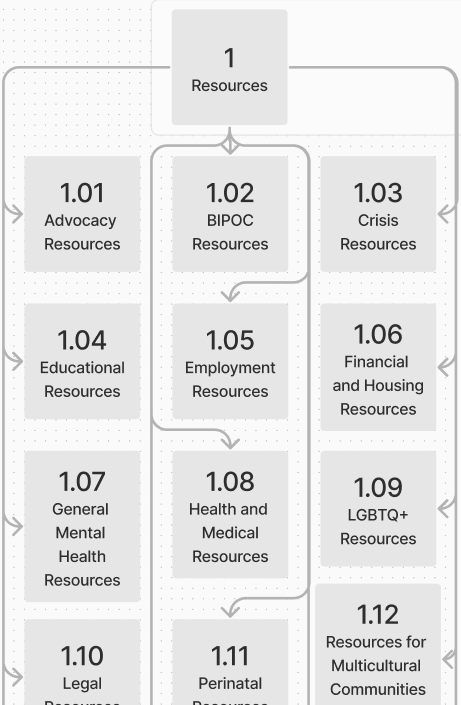 1
Resources
1.01
Advocacy
Resources
1.02
BIPOC
Resources
1.03
Crisis
Resources
1.04
Educational
Resources
1.05
Employment
Resources
1.06
Financial
and Housing
Resources
1.07
General
Mental
Health
Resources
1.08
Health and
Medical
Resources
1.09
LGBTQ+
Resources
1.10
Legal
Resources
1.11
Perinatal
Resources
1.12
Resources for
Multicultural
Communities